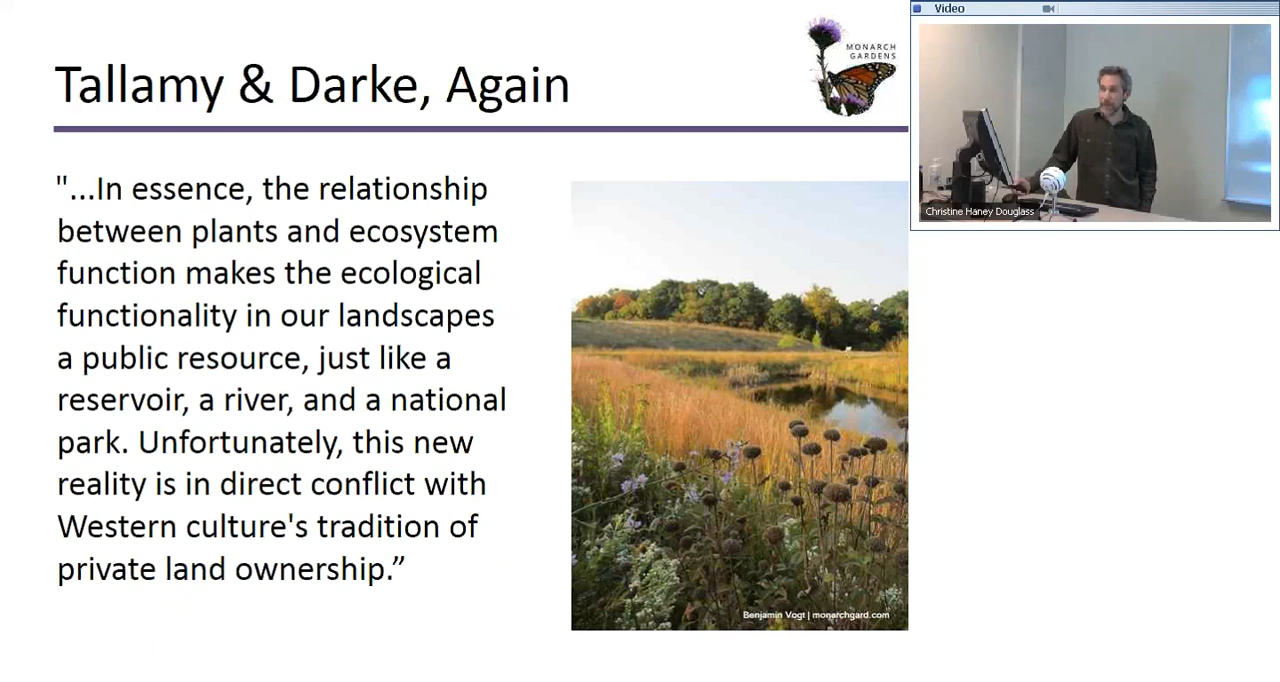 Tallamy & Darke, Again
MONARCH
GARDENS
"...In essence, the relationship
between plants and ecosystem
function makes the ecological
functionality in our landscapes
a public resource, just like a
reservoir, a river, and a national
park. Unfortunately, this new
reality is in direct conflict with
Western culture's tradition of
private land ownership.”
Benjamin Vogt | monarchgard.com
Video
Christine Haney Douglass